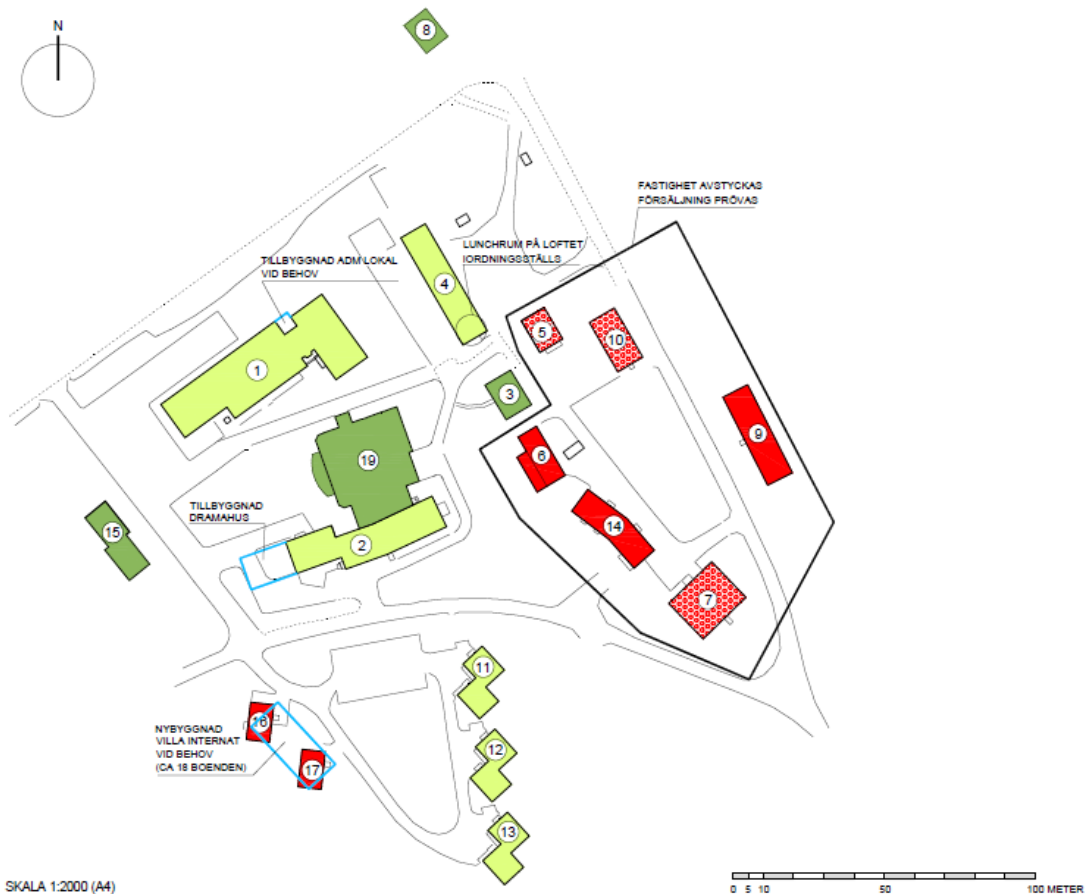 N
8
FASTIGHET AVSTYCKAS
FÖRSÄLJNING PRÖVAS
TILLBYGGNAD ADM LOKAL
VID BEHOV
LUNCHRUM PÅ LOFTET
IORDNINGSSTÄLLS
4
5
10
1
3
9
19
6
TILLBYGGNAD
DRAMAHUS
15
2
14
7
11
16
NYBYGGNAD
VILLA INTERNAT
VID BEHOV
(CA 18 BOENDEN)
12
17
13
SKALA 1:2000 (A4)
0 5 10 50 100 METER